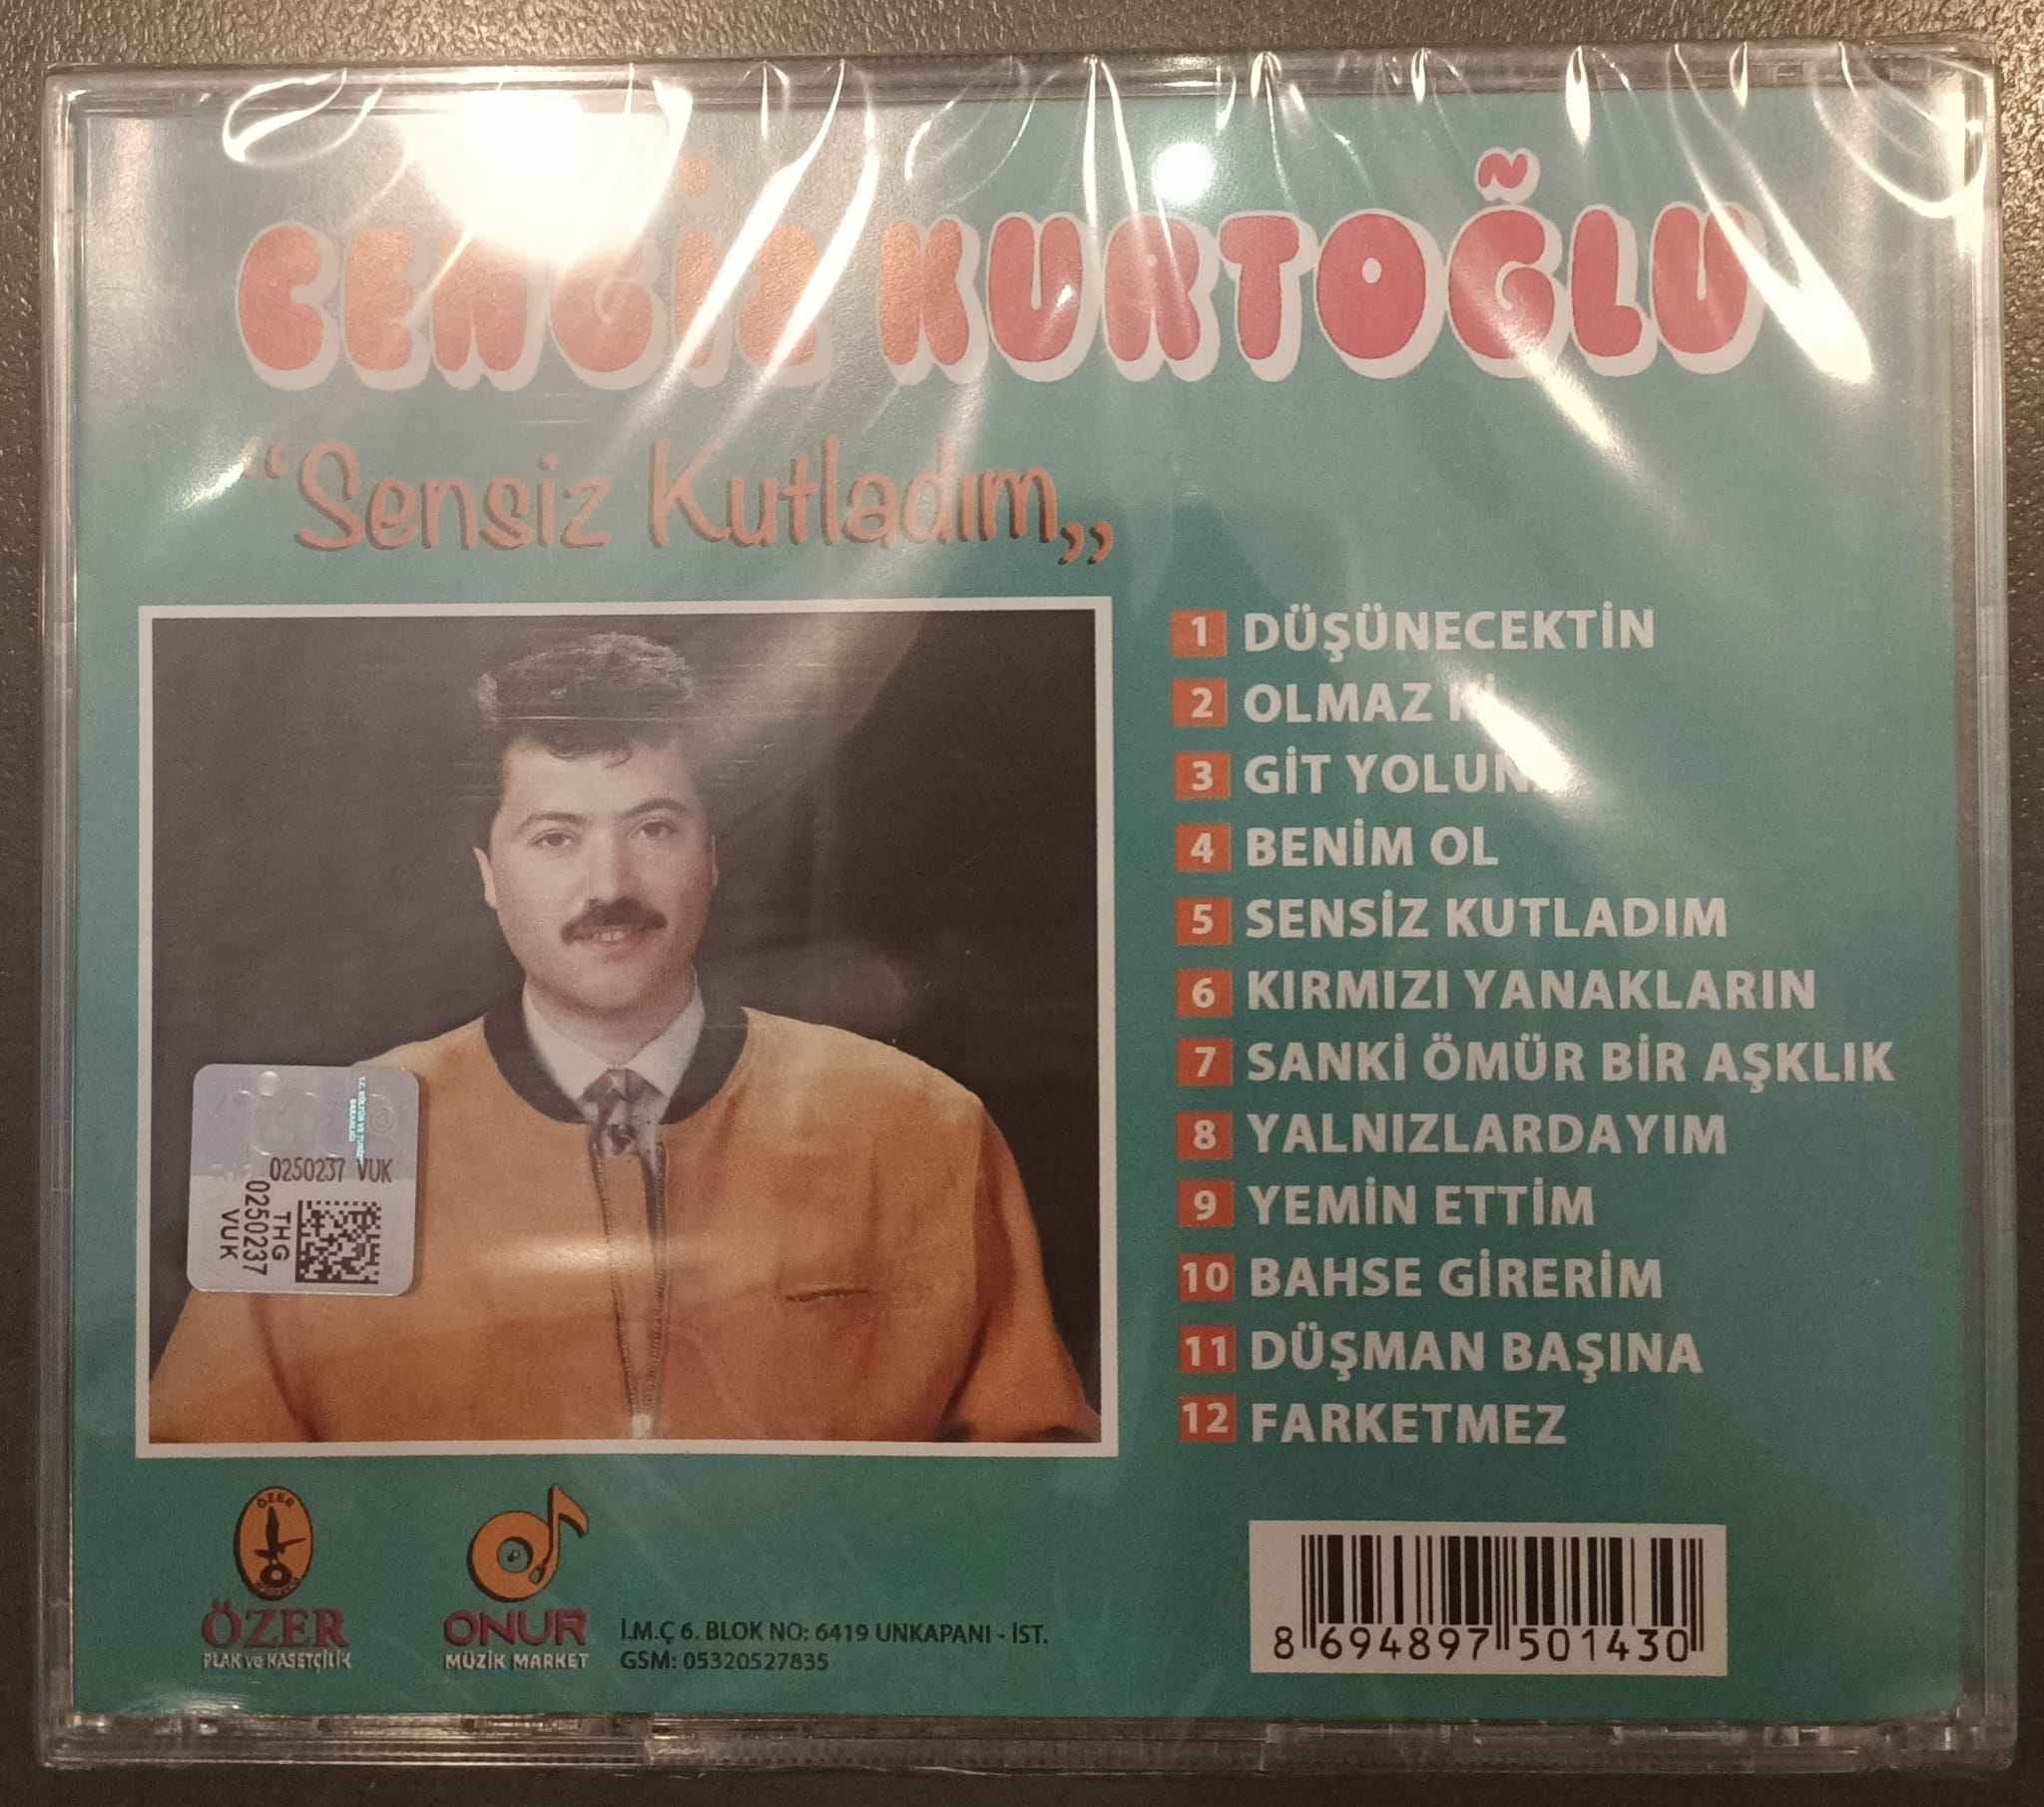 CENGİZ KURTOĞLU
"Sensiz Kutladım„
1 DÜŞÜNECEKTİN
2 OLMAZ
3 GİT
4 BENİM OL
5 SENSİZ KUTLADIM
6 KIRMIZI YANAKLARIN
7 SANKİ ÖMÜR BİR AŞKLIK
8 YALNIZLARDAYIM
9 YEMİN ETTİM
10 BAHSE GİRERİM
11 DÜŞMAN BAŞINA
12 FARKETMEZ
0250237 VUK
THG
0250237
VUK
ÖZER
ÖZER
PLAK ve KASETÇİLİK
ONUR
MÜZİK MARKET
İ.M.Ç 6. BLOK NO: 6419 UNKAPANI - İST.
GSM: 05320527835
8 694897 501430